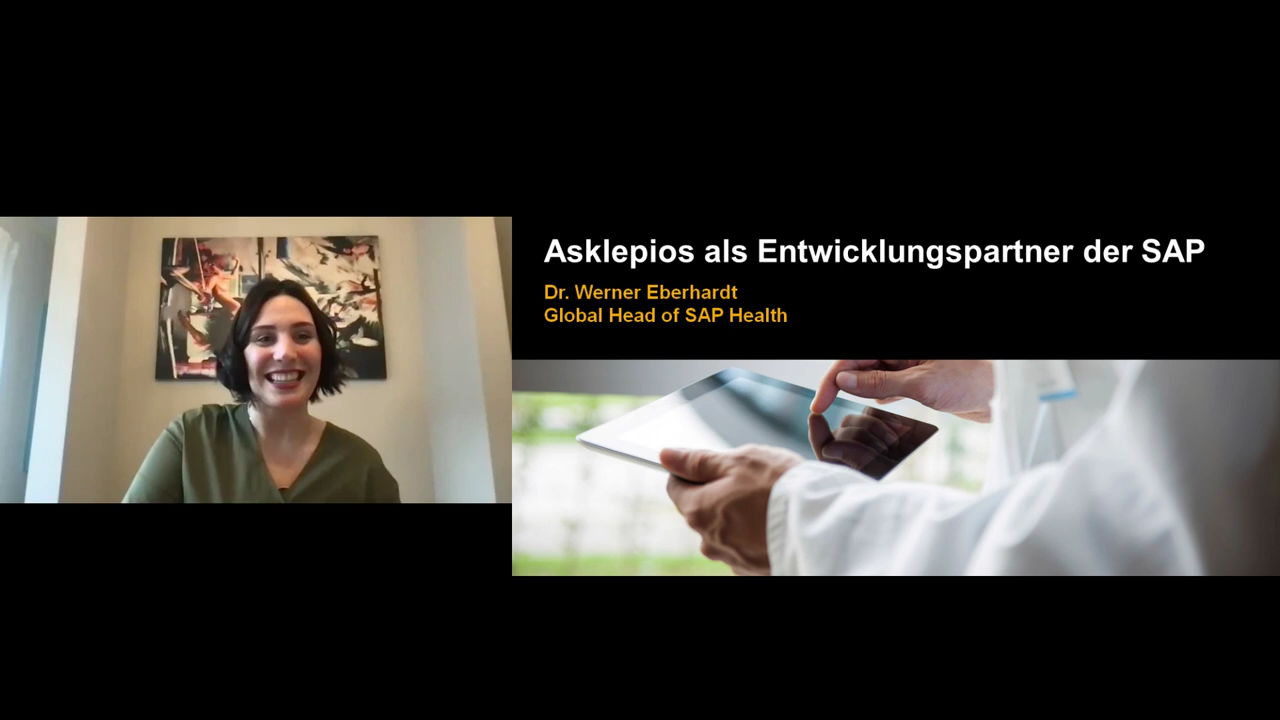 Asklepios als Entwicklungspartner der SAP
Dr. Werner Eberhardt
Global Head of SAP Health